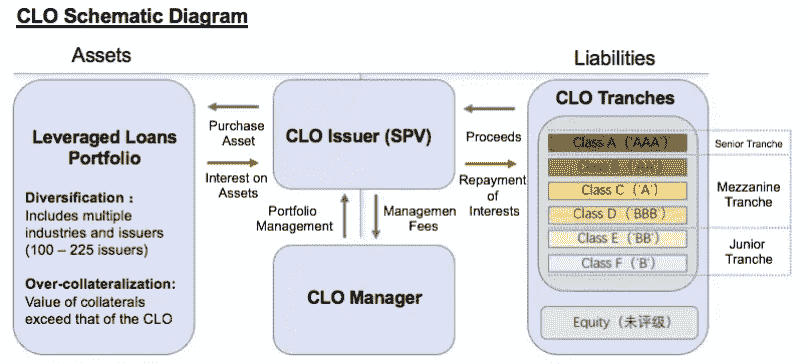 CLO Schematic Diagram
Assets
Liabilities
Leveraged Loans
Portfolio
Diversification：
Includes multiple
industries and issuers
(100 – 225 issuers)
Over-collateralization:
Value of collaterals
exceed that of the CLO
Purchase
Asset
Interest on
Assets
CLO Issuer (SPV)
Portfolio
Management
Managemen
Fees
CLO Manager
Proceeds
Repayment
of
Interests
CLO Tranches
Class A（'AAA'）
Class C（'A'）
Class D（'BBB'）
Class E（'BB'）
Class F（'B'）
Equity（未评级）
Senior Tranche
Mezzanine
Tranche
Junior
Tranche